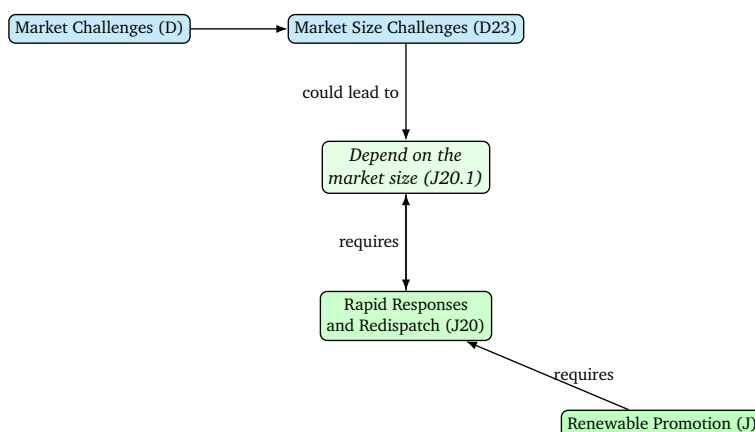 Market Challenges (D)
Market Size Challenges (D23)
could lead to
Depend on the
market size (J20.1)
requires
Rapid Responses
and Redispatch (J20)
requires
Renewable Promotion (J)